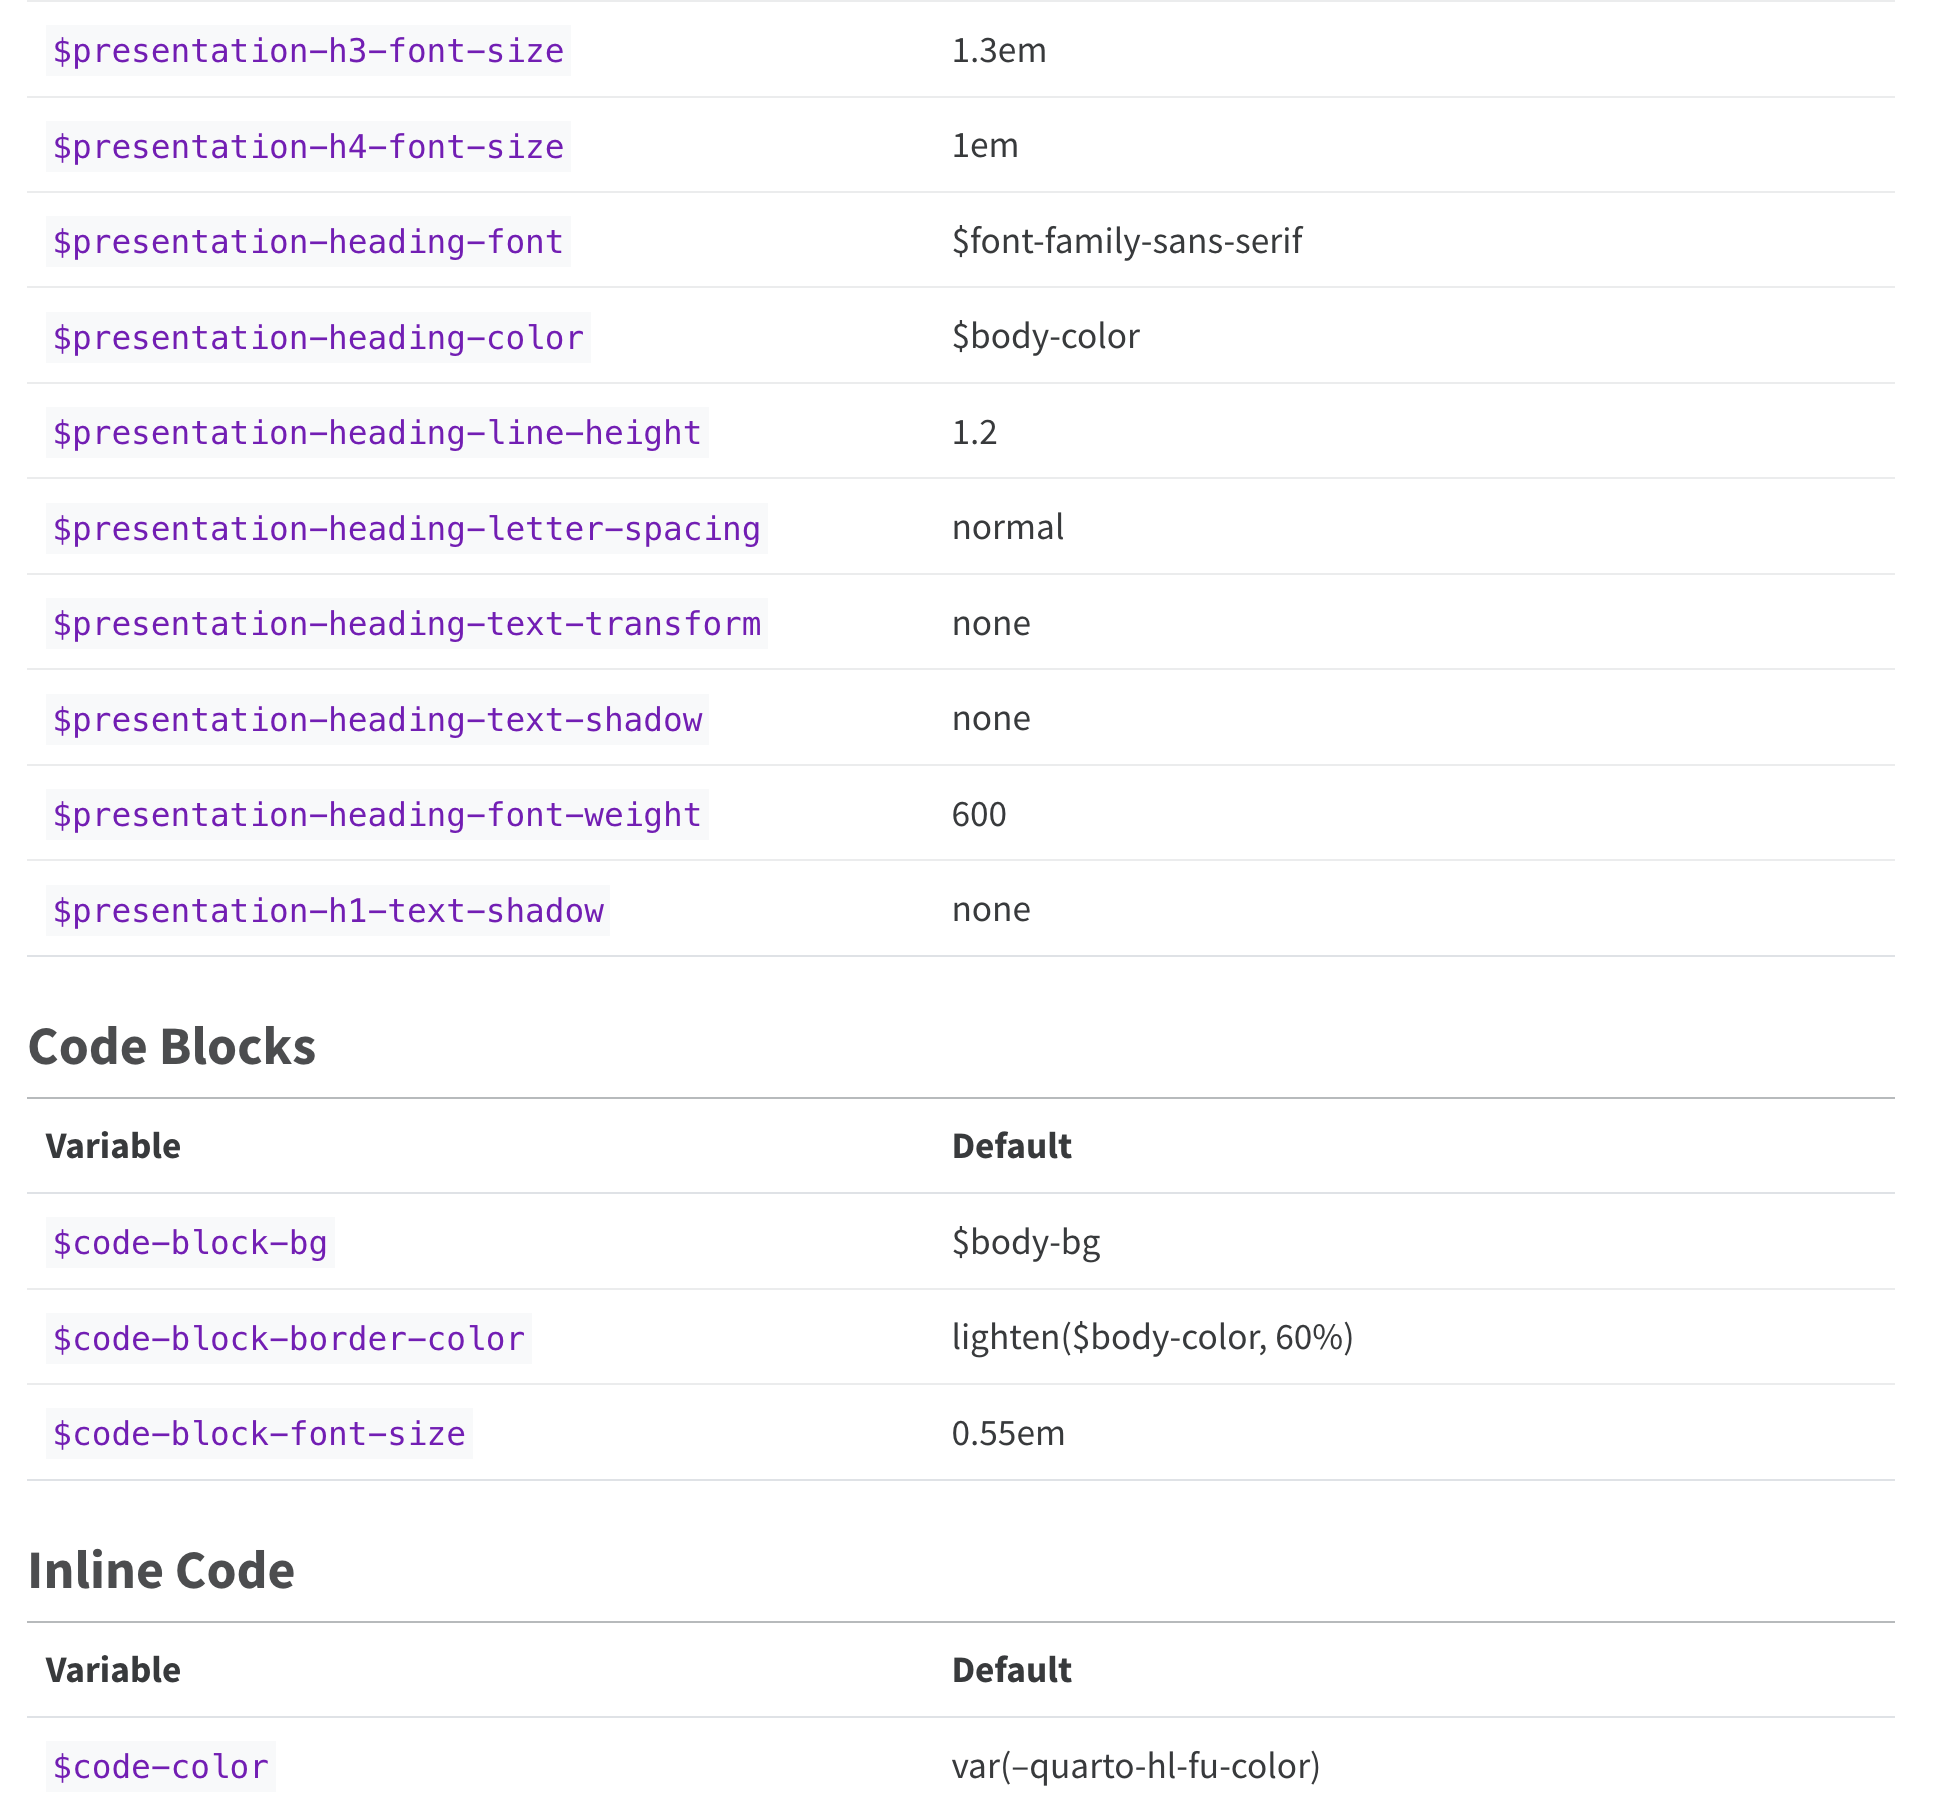 $presentation-h3-font-size 1.3em
$presentation-h4-font-size 1em
$presentation-heading-font $font-family-sans-serif
$presentation-heading-color $body-color
$presentation-heading-line-height 1.2
$presentation-heading-letter-spacing normal
$presentation-heading-text-transform none
$presentation-heading-text-shadow none
$presentation-heading-font-weight 600
$presentation-h1-text-shadow none
Code Blocks
Variable Default
$code-block-bg $body-bg
$code-block-border-color lighten($body-color, 60%)
$code-block-font-size 0.55em
Inline Code
Variable Default
$code-color var(–quarto-hl-fu-color)